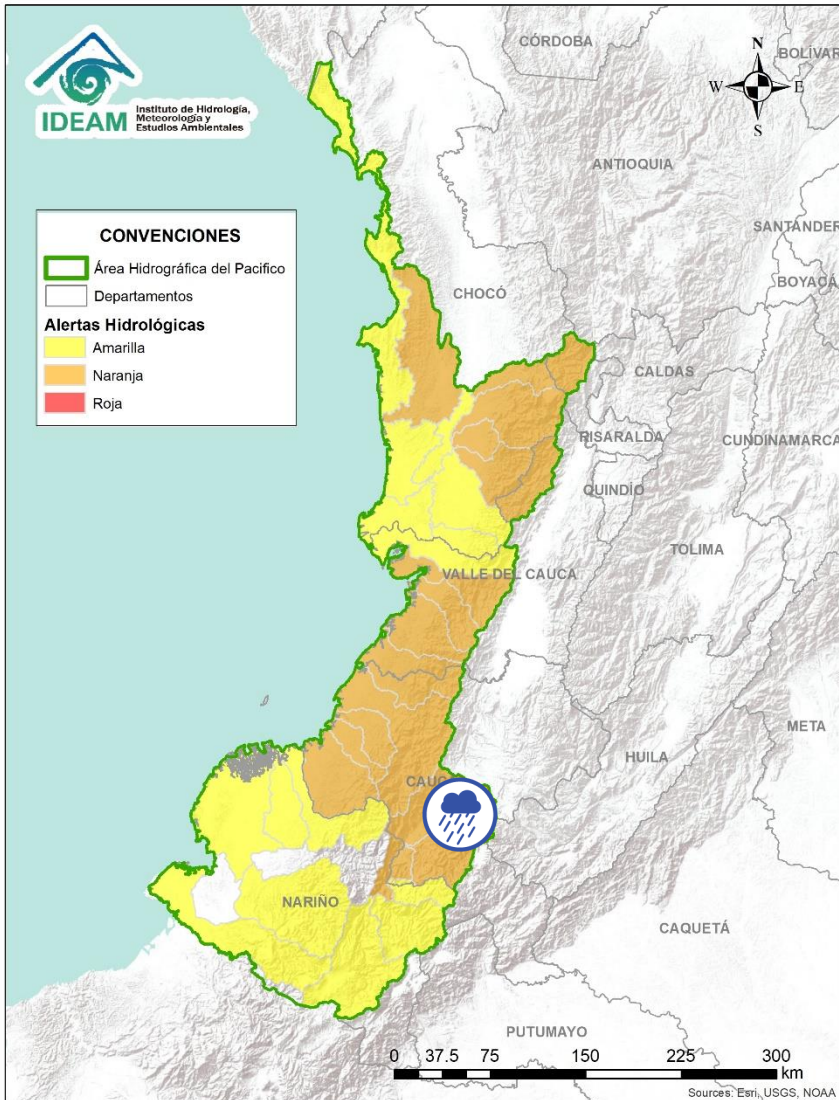 IDEAM
Instituto de Hidrología,
Meteorología y
Estudios Ambientales
CÓRDOBA
BOLÍVAR
N
W
E
S
ANTIOQUIA
SANTANDER
BOYACÁ
CONVENCIONES
Área Hidrográfica del Pacifico
Departamentos
Alertas Hidrológicas
Amarilla
Naranja
Roja
CHOCÓ
CALDAS
RISARALDA
CUNDINAMARCA
QUINDÍO
TOLIMA
VALLE DEL CAUCA
META
HUILA
CAUCA
NARIÑO
CAQUETÁ
PUTUMAYO
0 37.5 75 150 225 300
km
Sources: Esri, USGS, NOAA